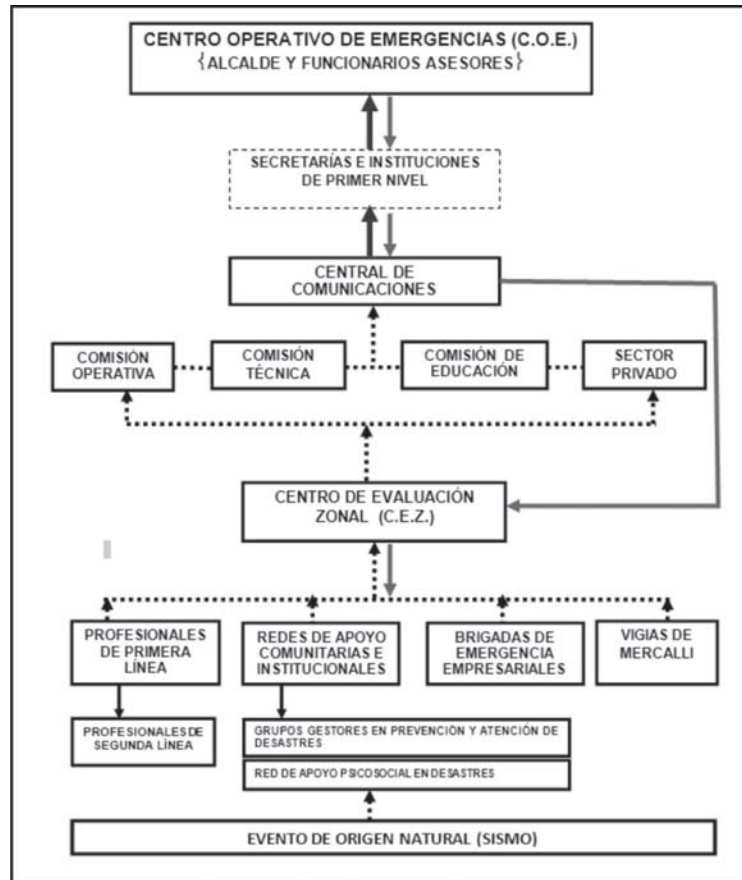 CENTRO OPERATIVO DE EMERGENCIAS (C.O.E.)
{ALCALDE Y FUNCIONARIOS ASESORES}
SECRETARÍAS E INSTITUCIONES
DE PRIMER NIVEL
CENTRAL DE
COMUNICACIONES
COMISIÓN
OPERATIVA
COMISIÓN
TÉCNICA
COMISIÓN DE
EDUCACIÓN
SECTOR
PRIVADO
CENTRO DE EVALUACIÓN
ZONAL (C.E.Z.)
PROFESIONALES
DE PRIMERA
LÍNEA
REDES DE APOYO
COMUNITARIAS E
INSTITUCIONALES
BRIGADAS DE
EMERGENCIA
EMPRESARIALES
VIGIAS DE
MERCALLI
PROFESIONALES DE
SEGUNDA LÍNEA
GRUPOS GESTORES EN PREVENCIÓN Y ATENCIÓN DE
DESASTRES
RED DE APOYO PSICOSOCIAL EN DESASTRES
EVENTO DE ORIGEN NATURAL (SISMO)